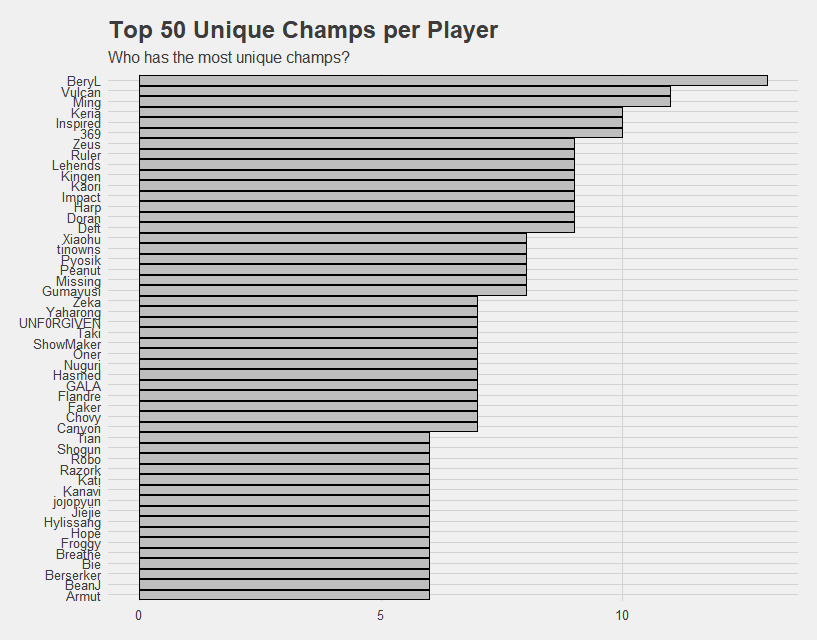 Top 50 Unique Champs per Player
Who has the most unique champs?
BeryL
Vulcan
Ming
Keria
Inspired
369
Zeus
Ruler
Lehends
Kingen
Kaori
Impact
Harp
Doran
Deft
Xiaohu
tinowns
Pyosik
Peanut
Missing
Gumayusi
Zeka
Yaharong
UNF0RGIVEN
Taki
ShowMaker
Oner
Nuguri
Hasmed
GALA
Flandre
Faker
Chovy
Canyon
Tian
Shogun
Robo
Razork
Kati
Kanavi
jojopyun
Jiejie
Hylissang
Hope
Froggy
Breathe
Bie
Berserker
BeanJ
Armut
0 5 10